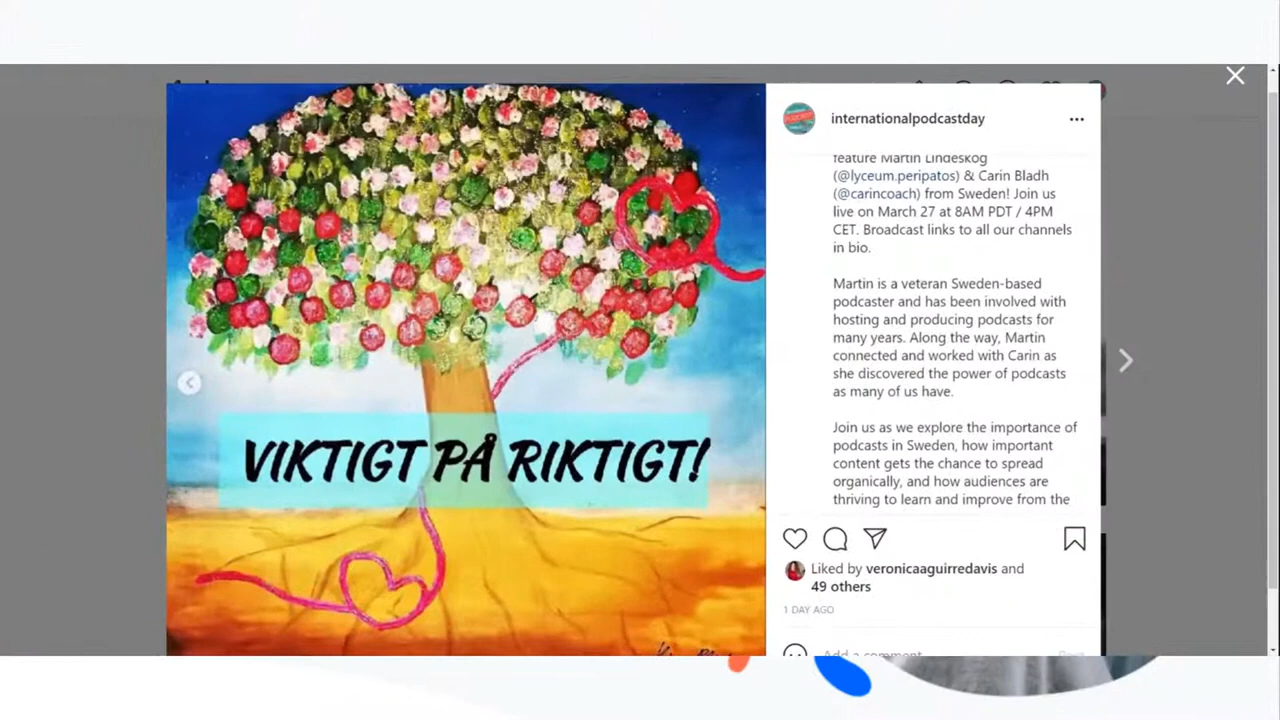 VIKTIGT PÅ RIKTIGT!
internationalpodcastday
feature Martin Lindeskog
(@lyceum.peripatos) & Carin Bladh
(@carincoach) from Sweden! Join us
live on March 27 at 8AM PDT / 4PM
CET. Broadcast links to all our channels
in bio.
Martin is a veteran Sweden-based
podcaster and has been involved with
hosting and producing podcasts for
many years. Along the way, Martin
connected and worked with Carin as
she discovered the power of podcasts
as many of us have.
Join us as we explore the importance of
podcasts in Sweden, how important
content gets the chance to spread
organically, and how audiences are
thriving to learn and improve from the
Liked by veronicaaguirredavis and
49 others
1 DAY AGO
Add a comment